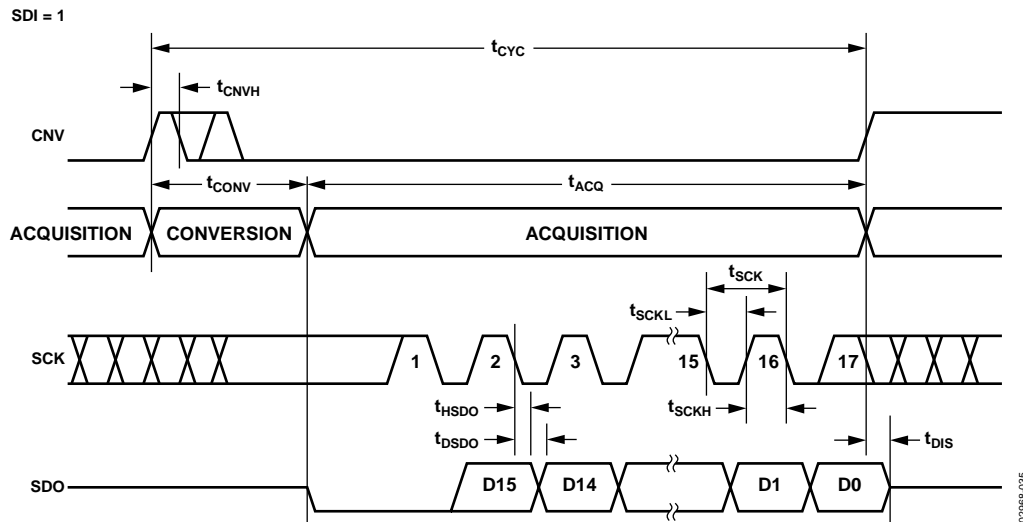 SDI = 1
tCYC
tCNVH
CNV
tCONV
tACQ
ACQUISITION
CONVERSION
ACQUISITION
tSCK
tSCKL
SCK
1
2
3
15
16
17
tHSDO
tSCKH
tDSDO
tDIS
SDO
D15
D14
D1
D0
02968-035